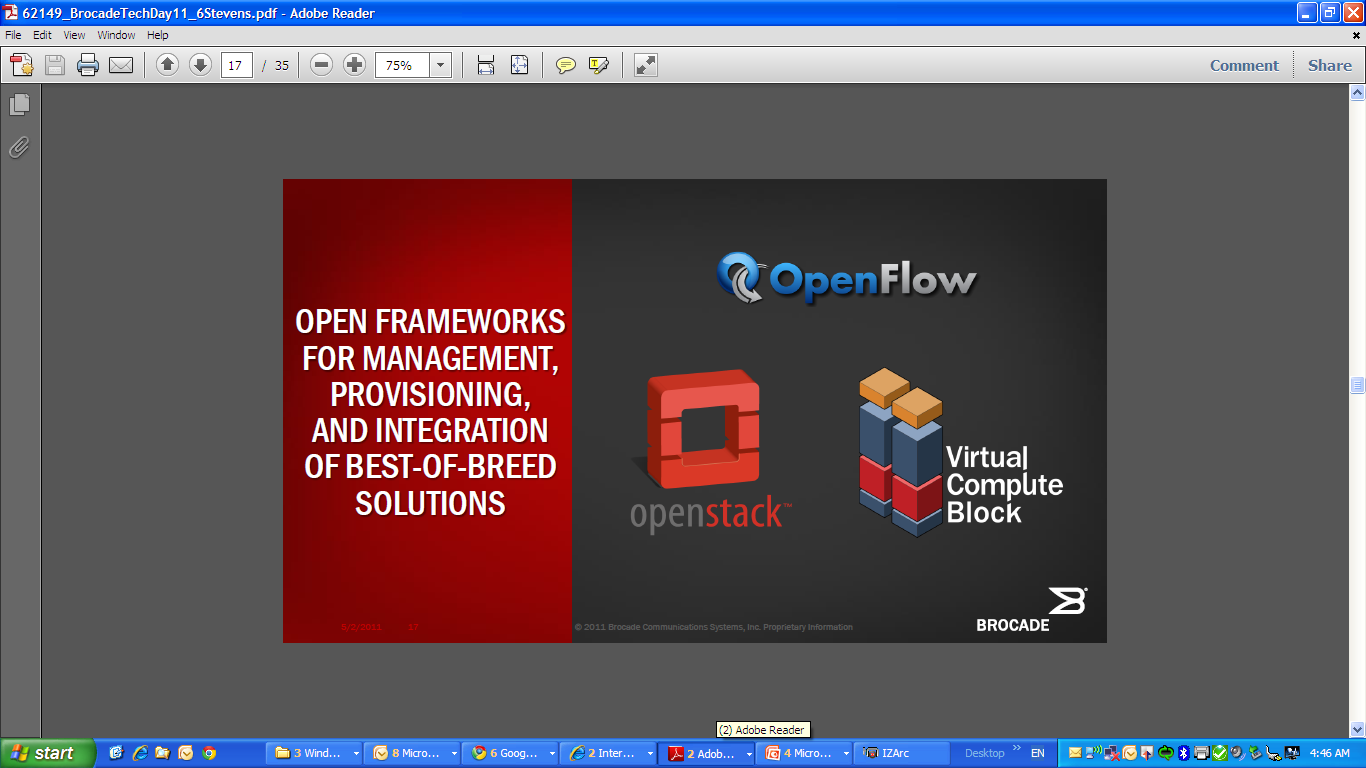 62149_BrocadeTechDay11_6Stevens.pdf - Adobe Reader
File Edit View Window Help
17 / 35 75% Comment Share
OpenFlow
OPEN FRAMEWORKS
FOR MANAGEMENT,
PROVISIONING,
AND INTEGRATION
OF BEST-OF-BREED
SOLUTIONS
openstack™
Virtual
Compute
Block
BROCADE
5/2/2011 17 © 2011 Brocade Communications Systems, Inc. Proprietary Information
(2) Adobe Reader
start 3 Wind... 8 Micro... 6 Goog... 2 Inter... 2 Adob... 4 Micro... IZArc Desktop » EN 4:46 AM